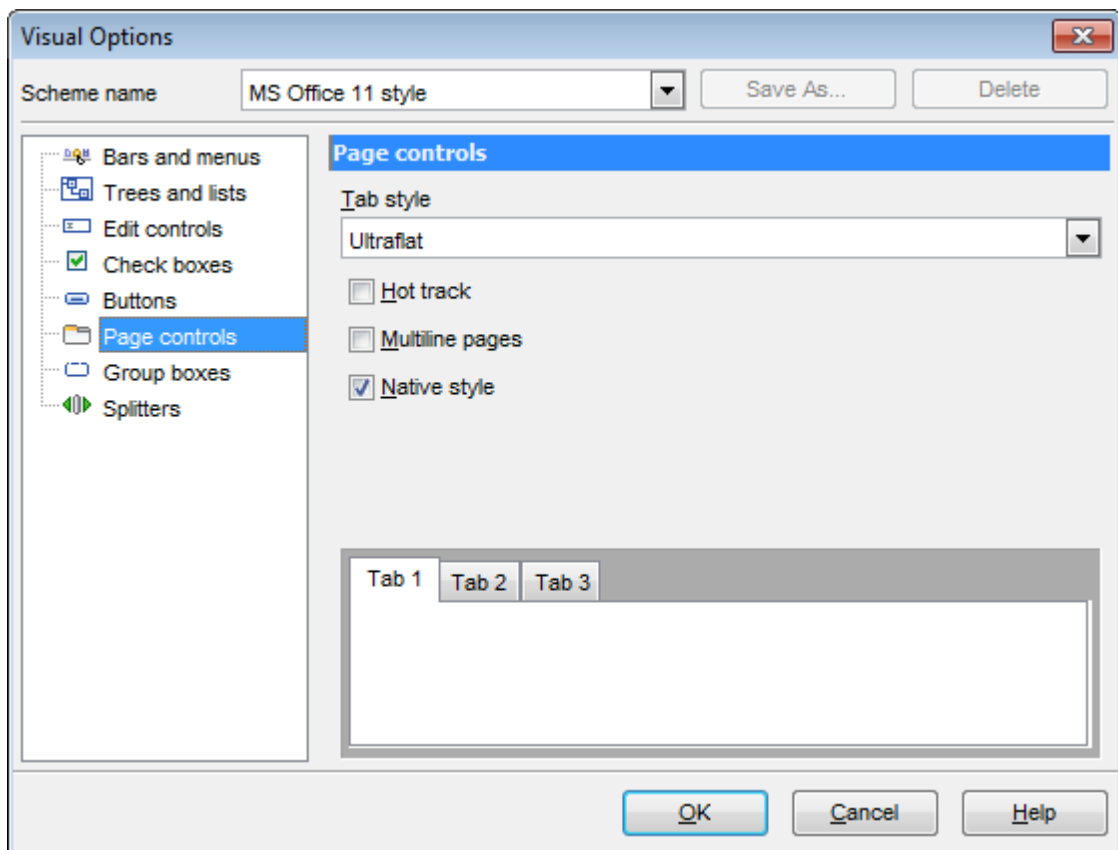 Visual Options
Scheme name MS Office 11 style Save As... Delete
Bars and menus
Trees and lists
Edit controls
Check boxes
Buttons
Page controls
Group boxes
Splitters
Page controls
Tab style
Ultraflat
Hot track
Multiline pages
Native style
Tab 1 Tab 2 Tab 3
OK Cancel Help